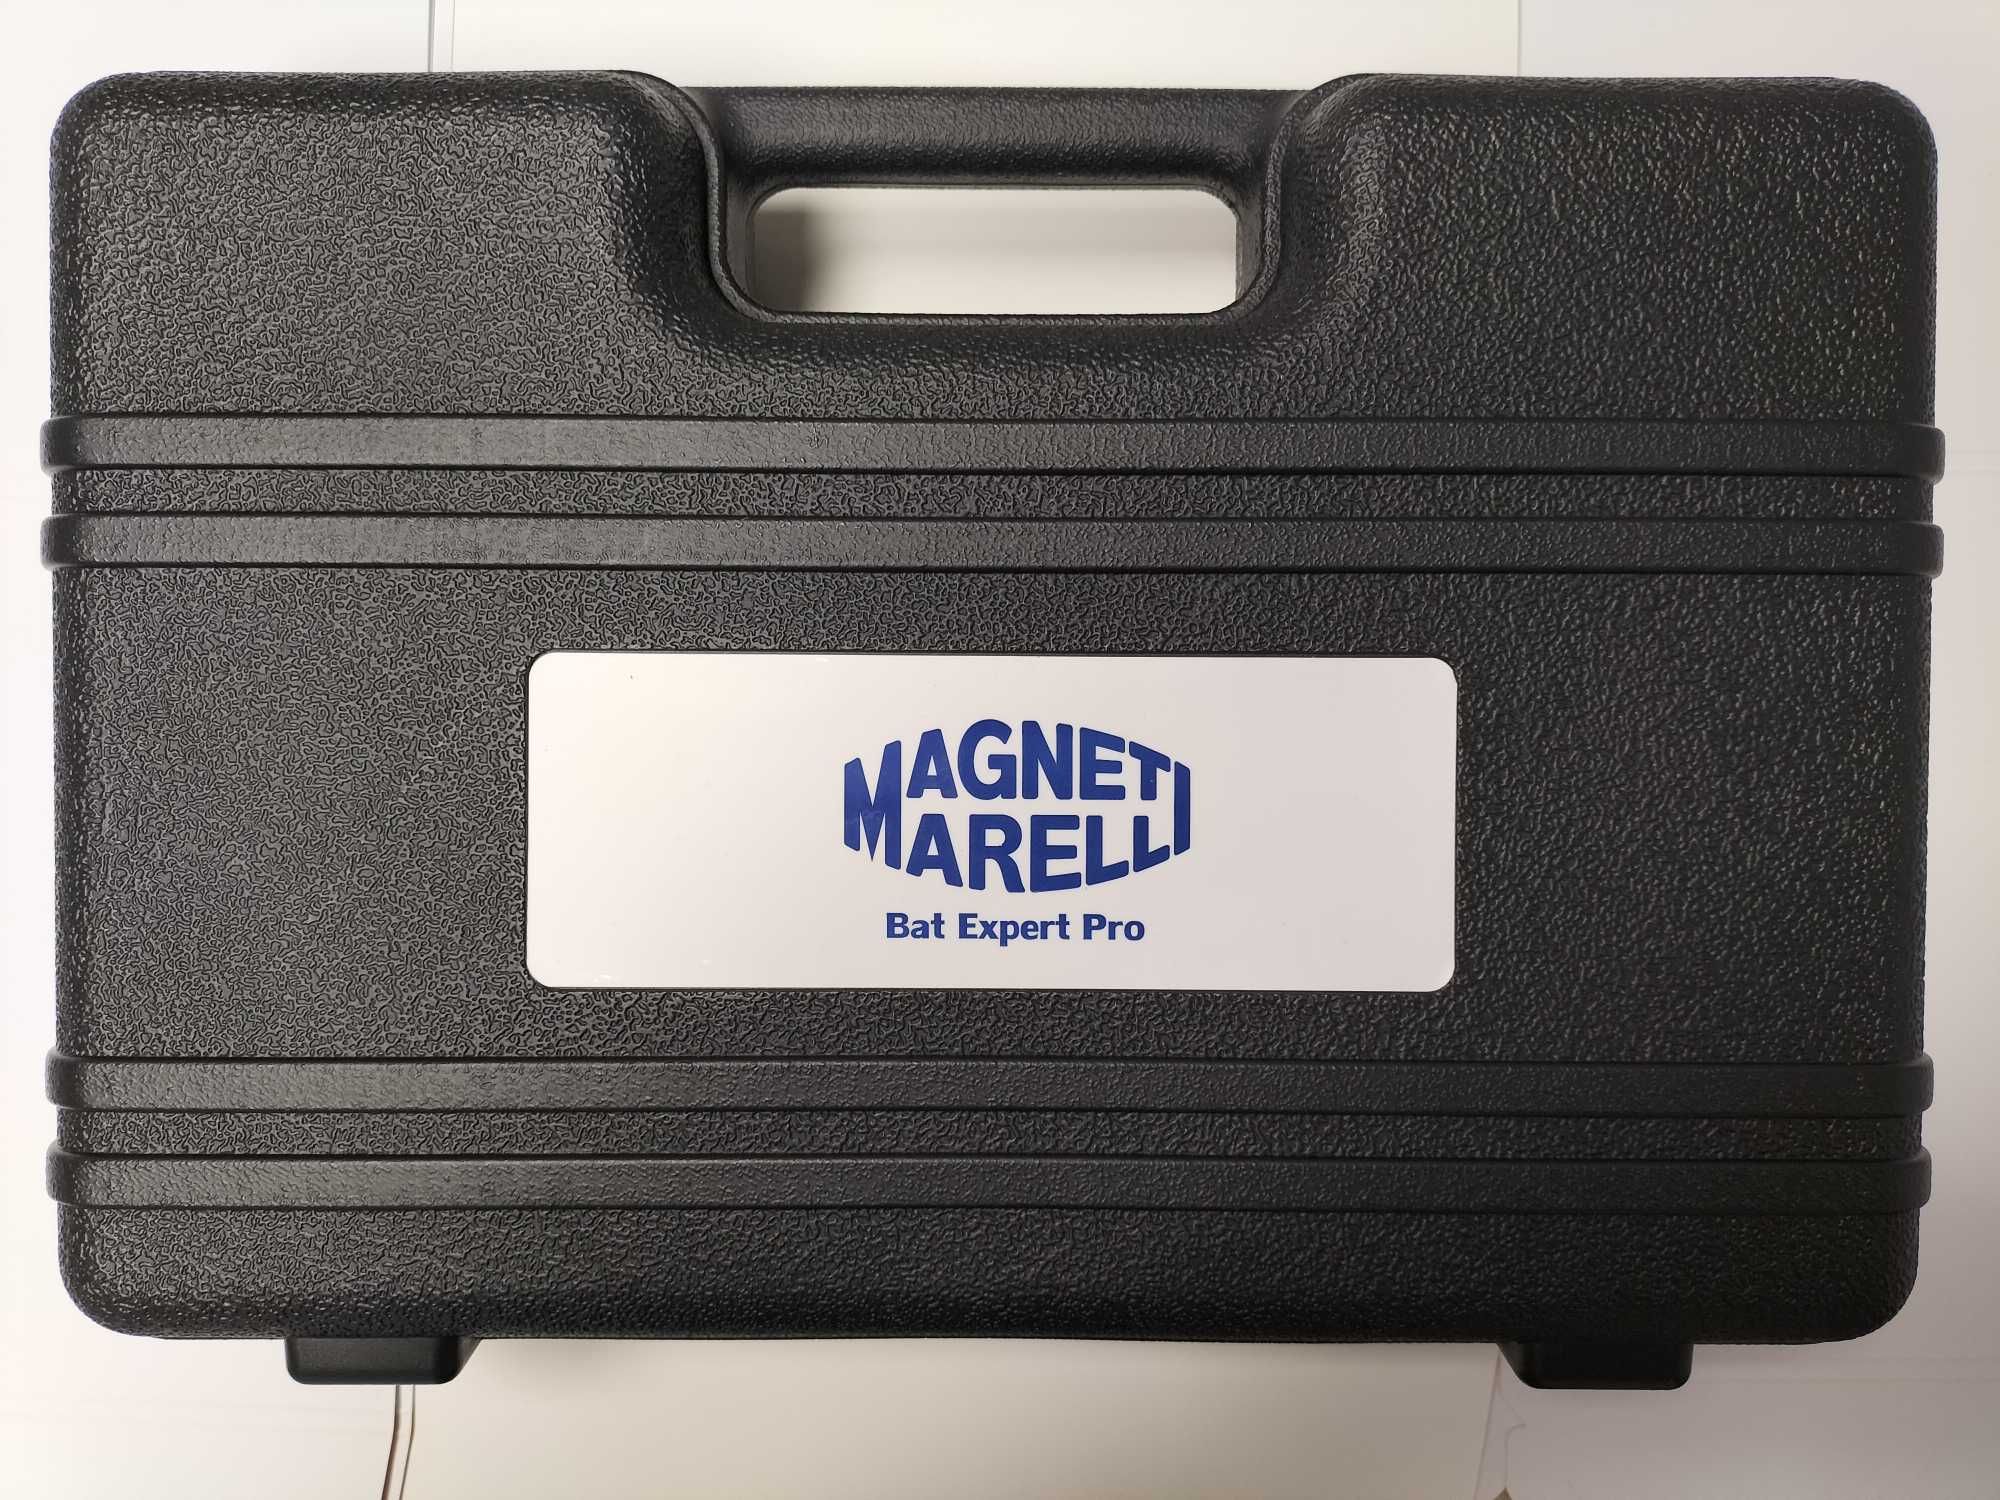 MAGNETI
MARELLI
Bat Expert Pro